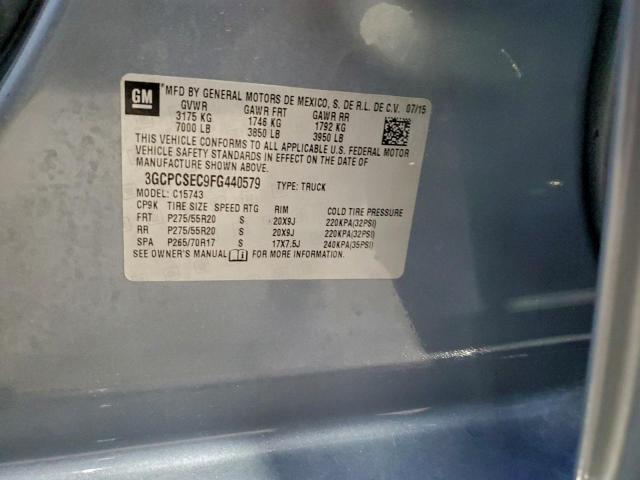 GM
MFD BY GENERAL MOTORS DE MEXICO, S. DE R.L. DE C.V. 07/15
GVWR GAWR FRT GAWR RR
3175 KG 1746 KG 1792 KG
7000 LB 3850 LB 3950 LB
THIS VEHICLE CONFORMS TO ALL APPLICABLE U.S. FEDERAL MOTOR
VEHICLE SAFETY STANDARDS IN EFFECT ON THE DATE OF
MANUFACTURE SHOWN ABOVE.
3GCPCSEC9FG440579 TYPE: TRUCK
MODEL: C15743
CP9K TIRE SIZE SPEED RTG RIM COLD TIRE PRESSURE
FRT P275/55R20 S 20X9J 220KPA(32PSI)
RR P275/55R20 S 20X9J 220KPA(32PSI)
SPA P265/70R17 S 17X7.5J 240KPA(35PSI)
SEE OWNER'S MANUAL FOR MORE INFORMATION.